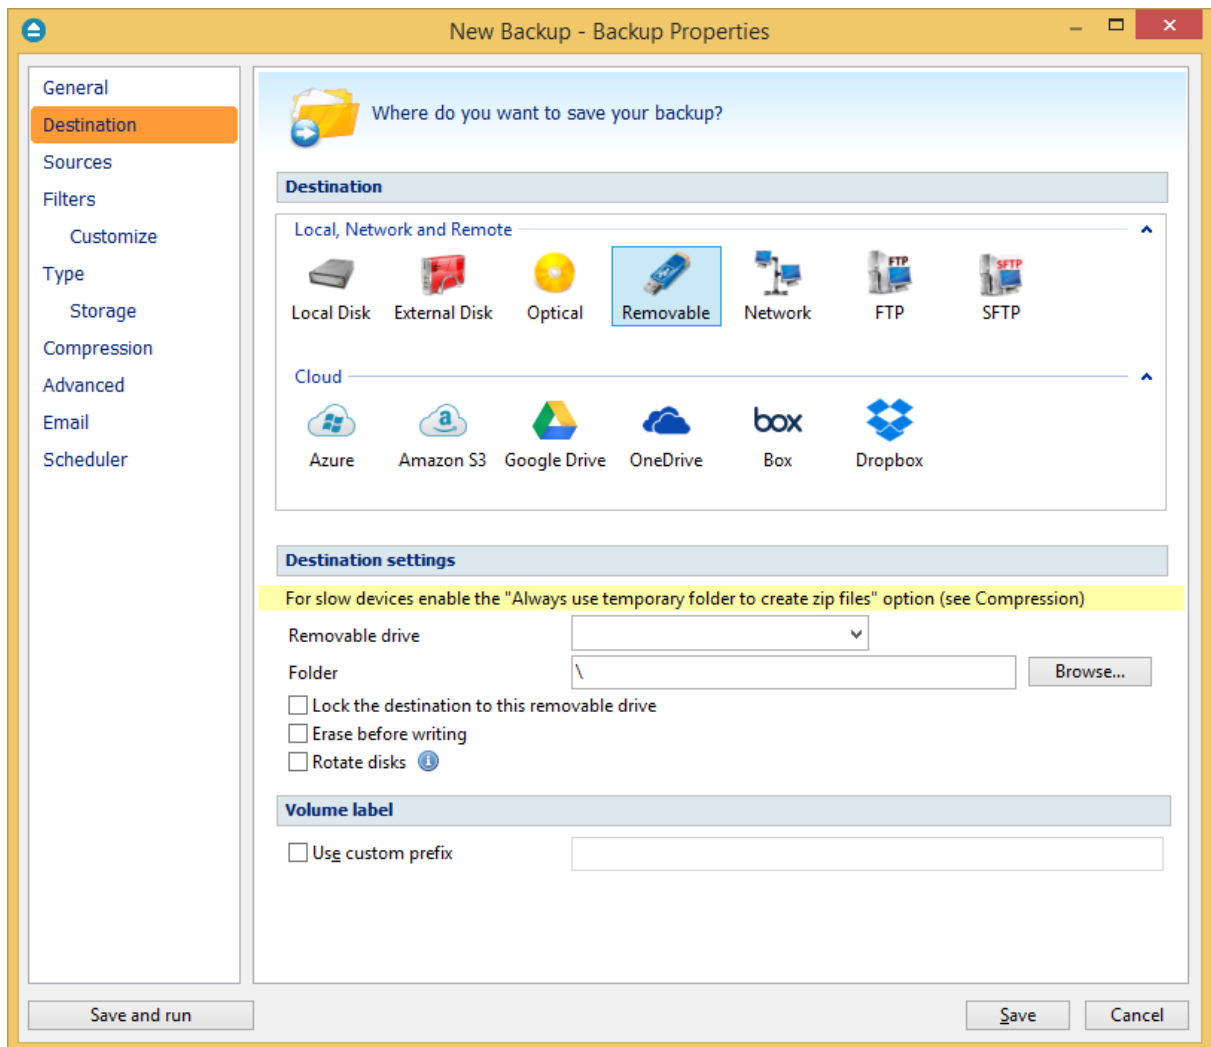 New Backup - Backup Properties
General
Destination
Sources
Filters
Customize
Type
Storage
Compression
Advanced
Email
Scheduler
Where do you want to save your backup?
Destination
Local, Network and Remote
FTP SFTP
Local Disk External Disk Optical Removable Network FTP SFTP
Cloud
a box
Azure Amazon S3 Google Drive OneDrive Box Dropbox
Destination settings
For slow devices enable the "Always use temporary folder to create zip files" option (see Compression)
Removable drive
Folder \ Browse...
Lock the destination to this removable drive
Erase before writing
Rotate disks i
Volume label
Use custom prefix
Save and run Save Cancel